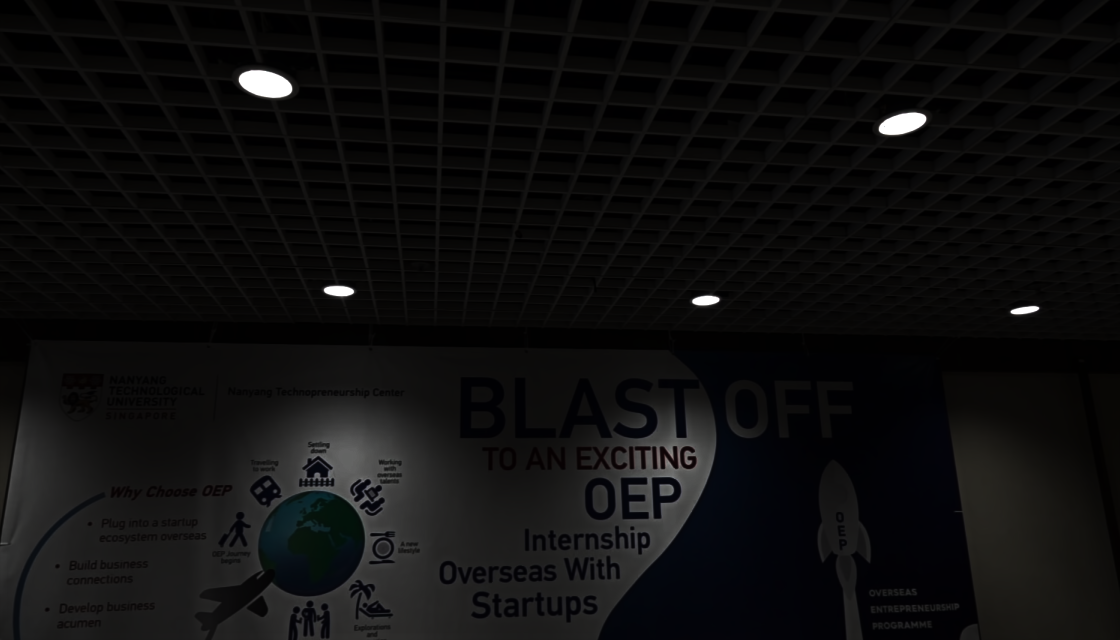 NANYANG
TECHNOLOGICAL
UNIVERSITY
SINGAPORE
Nanyang Technopreneurship Center
BLAST OFF
TO AN EXCITING
OEP
Internship
Overseas With
Startups
Why Choose OEP
• Plug into a startup
ecosystem overseas
• Build business
connections
• Develop business
acumen
Settling
down
Travelling
to work
Working
with
overseas
talents
OEP Journey
begins
A new
lifestyle
Explorations
and
OEP
OVERSEAS
ENTREPRENEURSHIP
PROGRAMME